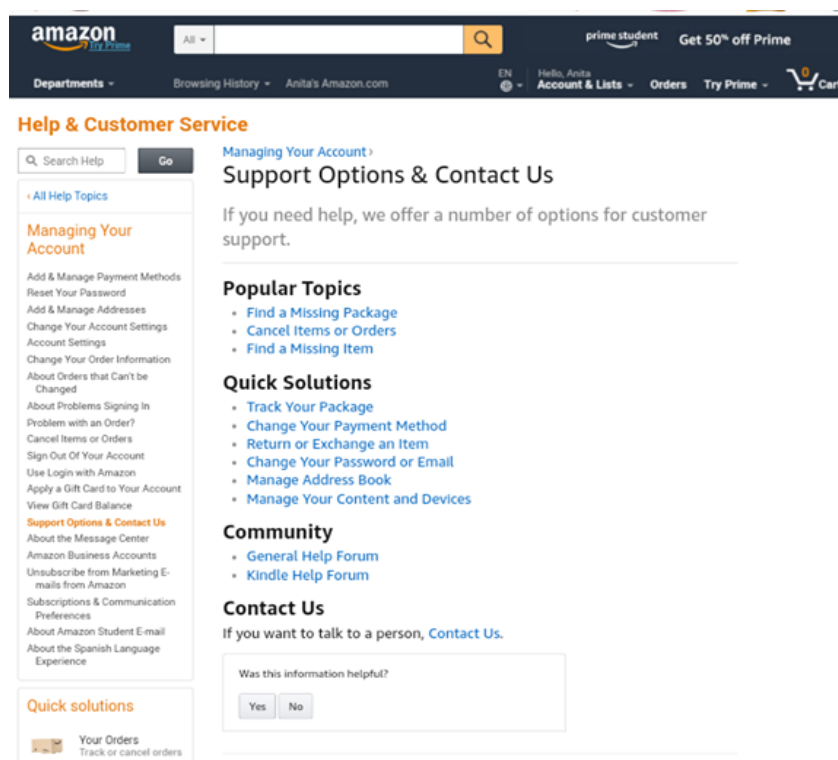 amazon
Try Prime
All
prime student Get 50% off Prime
Departments
Browsing History
Anita's Amazon.com
EN
Hello, Anita
Account & Lists
Orders
Try Prime
0
Cart
Help & Customer Service
Search Help
Go
‹ All Help Topics
Managing Your
Account
Add & Manage Payment Methods
Reset Your Password
Add & Manage Addresses
Change Your Account Settings
Account Settings
Change Your Order Information
About Orders that Can't be
Changed
About Problems Signing In
Problem with an Order?
Cancel Items or Orders
Sign Out Of Your Account
Use Login with Amazon
Apply a Gift Card to Your Account
View Gift Card Balance
Support Options & Contact Us
About the Message Center
Amazon Business Accounts
Unsubscribe from Marketing E-
mails from Amazon
Subscriptions & Communication
Preferences
About Amazon Student E-mail
About the Spanish Language
Experience
Quick solutions
Your Orders
Track or cancel orders
Managing Your Account ›
Support Options & Contact Us
If you need help, we offer a number of options for customer
support.
Popular Topics
• Find a Missing Package
• Cancel Items or Orders
• Find a Missing Item
Quick Solutions
• Track Your Package
• Change Your Payment Method
• Return or Exchange an Item
• Change Your Password or Email
• Manage Address Book
• Manage Your Content and Devices
Community
• General Help Forum
• Kindle Help Forum
Contact Us
If you want to talk to a person, Contact Us.
Was this information helpful?
Yes
No